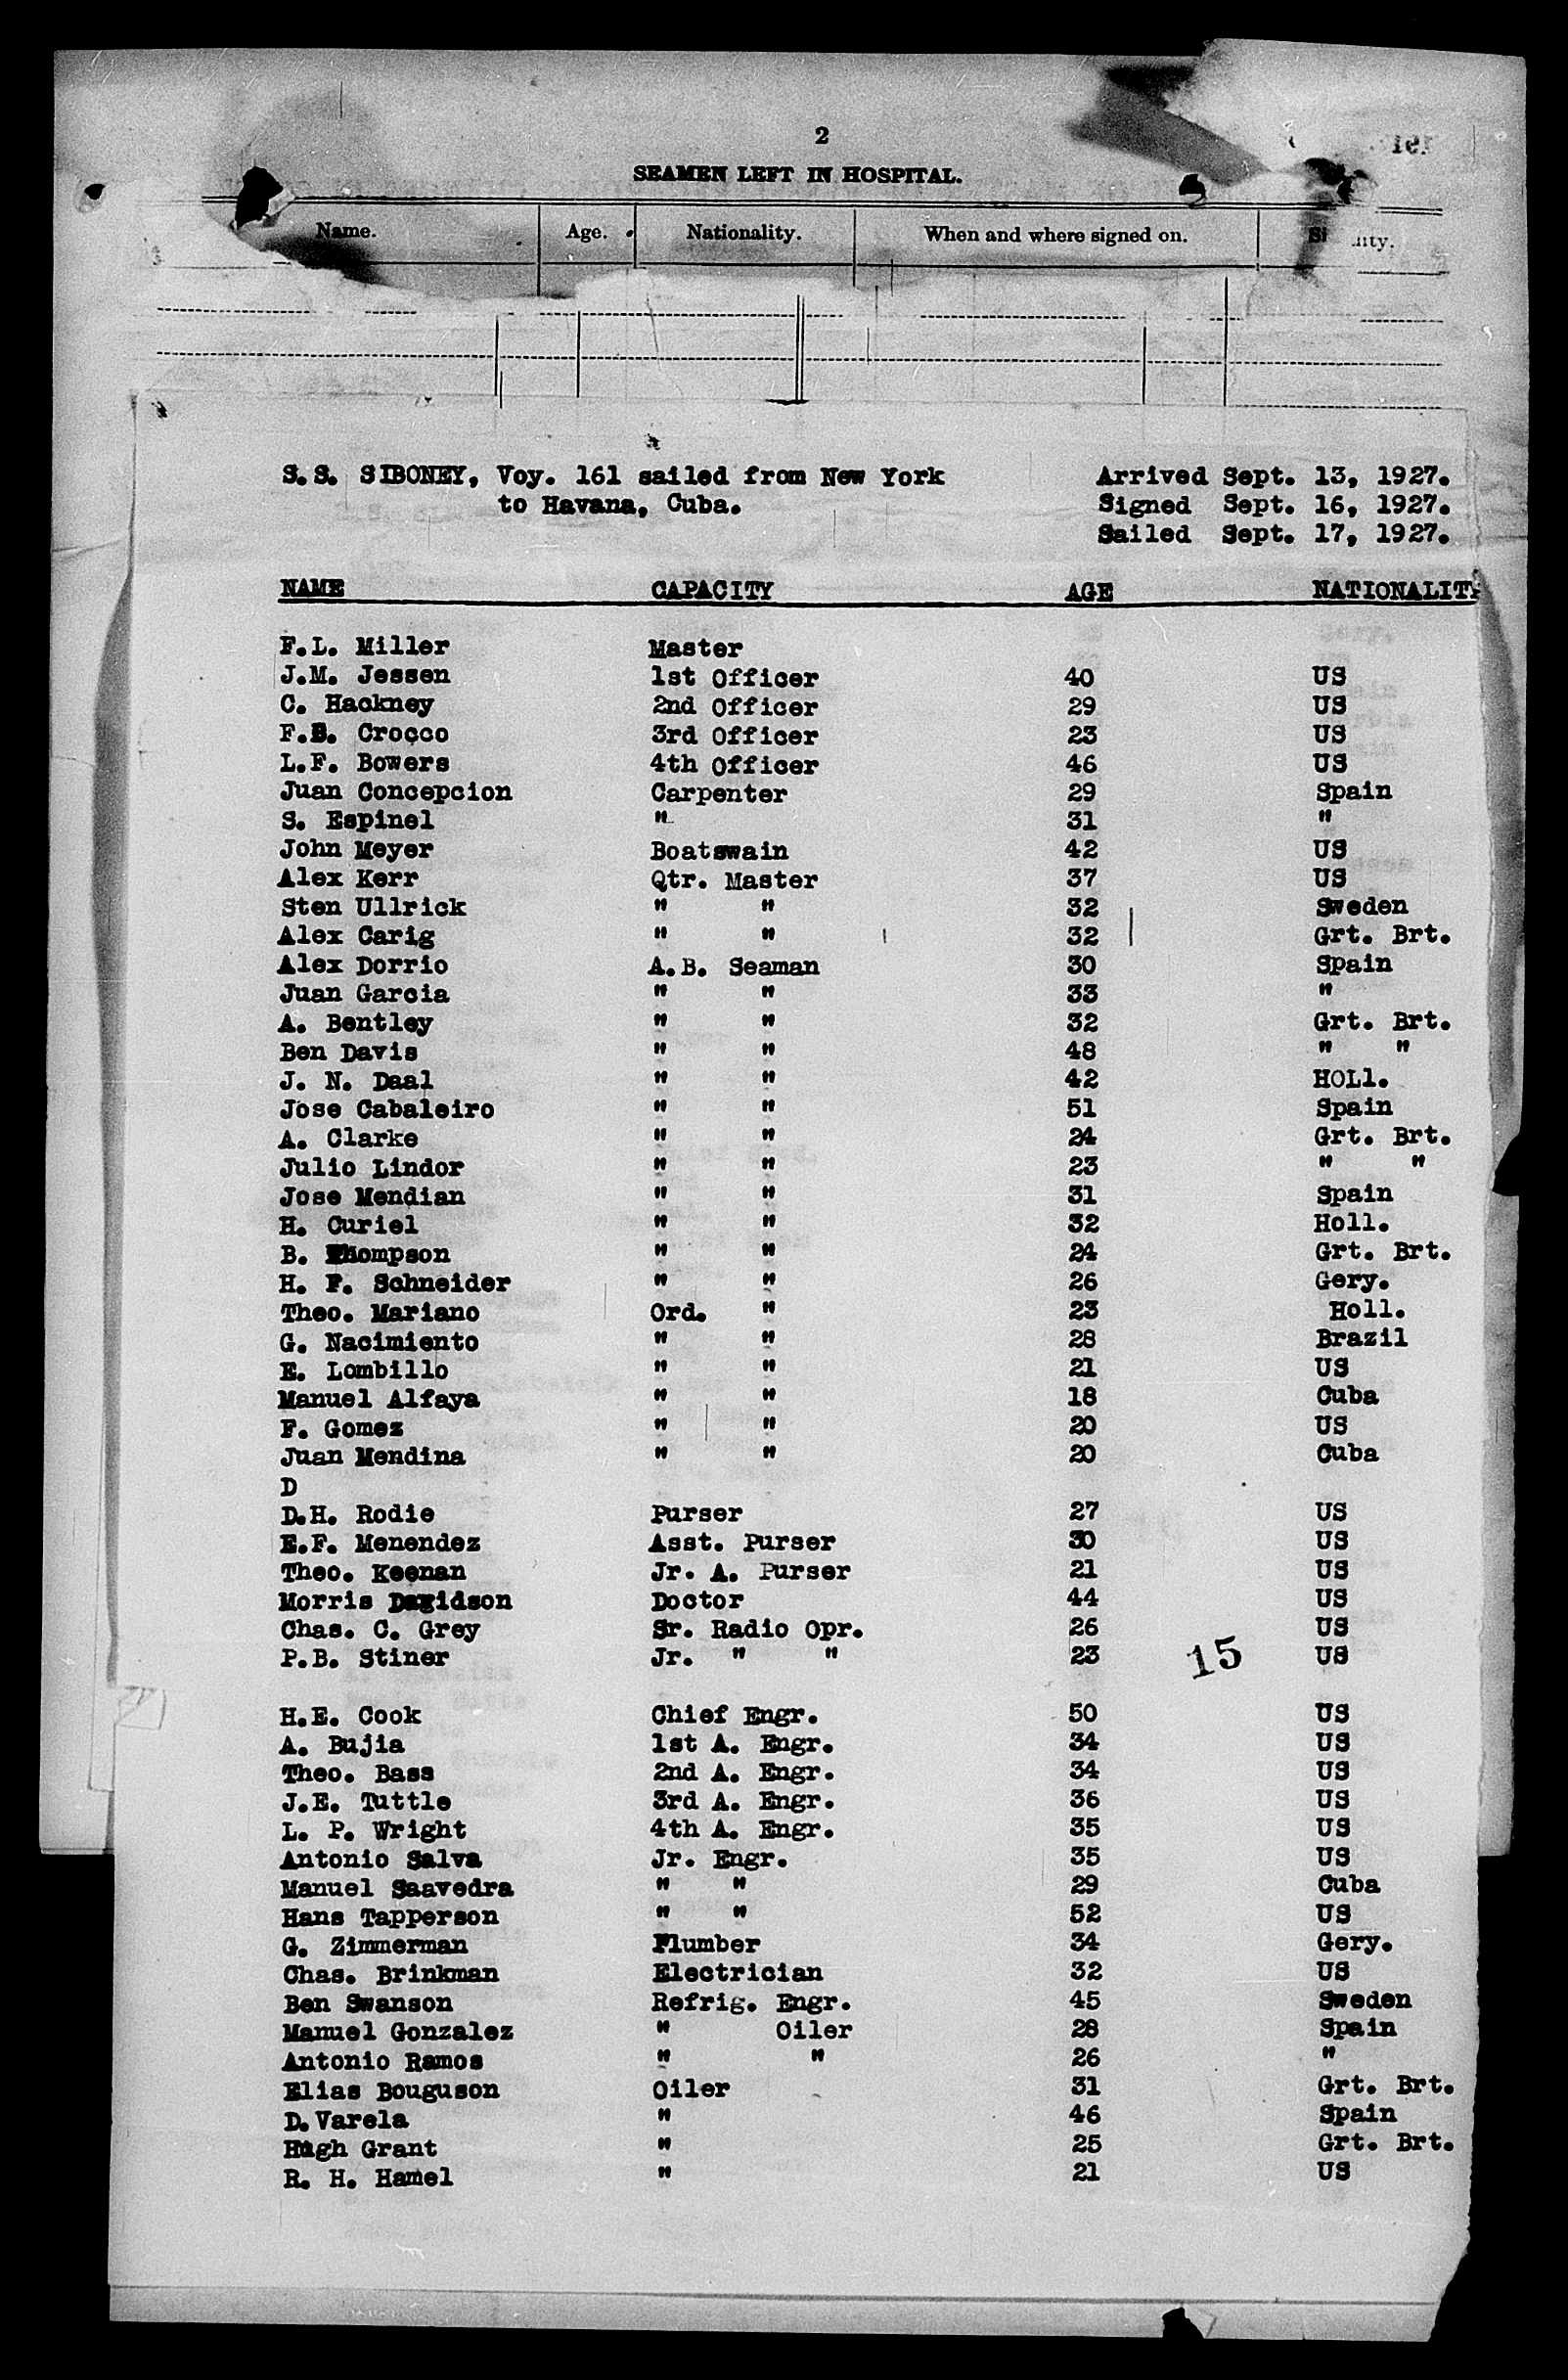 2
SEAMEN LEFT IN HOSPITAL.
Name. Age. Nationality. When and where signed on.
S.S. SIBONEY, Voy. 161 sailed from New York Arrived Sept. 13, 1927.
to Havana, Cuba. Signed Sept. 16, 1927.
Sailed Sept. 17, 1927.
NAME CAPACITY AGE NATIONALITY
F.L. Miller Master
J.M. Jessen 1st Officer 40 US
C. Hackney 2nd Officer 29 US
F.S. Crocco 3rd Officer 23 US
L.F. Bowers 4th Officer 46 US
Juan Concepcion Carpenter 29 Spain
S. Espinel " 31 "
John Meyer Boatswain 42 US
Alex Kerr Qtr. Master 37 US
Sten Ullrick " " 32 Sweden
Alex Carig " " 32 Grt. Brt.
Alex Dorrio A.B. Seaman 30 Spain
Juan Garcia " " 33 "
A. Bentley " " 32 Grt. Brt.
Ben Davis " " 48 " "
J. N. Daal " " 42 HOLl.
Jose Cabaleiro " " 51 Spain
A. Clarke " " 24 Grt. Brt.
Julio Lindor " " 23 " "
Jose Mendian " " 31 Spain
H. Curiel " " 32 Holl.
B. Thompson " " 24 Grt. Brt.
H. F. Schneider " " 26 Gery.
Theo. Mariano Ord. " 23 Holl.
G. Nacimiento " " 28 Brazil
E. Lombillo " " 21 US
Manuel Alfaya " " 18 Cuba
F. Gomez " " 20 US
Juan Mendina " " 20 Cuba
D
D.H. Rodie Purser 27 US
E.F. Menendez Asst. Purser 30 US
Theo. Keenan Jr. A. Purser 21 US
Morris Davidson Doctor 44 US
Chas. C. Grey Sr. Radio Opr. 26 US
P.B. Stiner Jr. " " 23 15 US
H.E. Cook Chief Engr. 50 US
A. Bujia 1st A. Engr. 34 US
Theo. Bass 2nd A. Engr. 34 US
J.E. Tuttle 3rd A. Engr. 36 US
L. P. Wright 4th A. Engr. 35 US
Antonio Salva Jr. Engr. 35 US
Manuel Saavedra " " 29 Cuba
Hans Tapperson " " 52 US
G. Zimmerman Plumber 34 Gery.
Chas. Brinkman Electrician 32 US
Ben Swanson Refrig. Engr. 45 Sweden
Manuel Gonzalez " Oiler 28 Spain
Antonio Ramos " " 26 "
Elias Bouguson Oiler 31 Grt. Brt.
D.Varela " 46 Spain
Hugh Grant " 25 Grt. Brt.
R. H. Hamel " 21 US